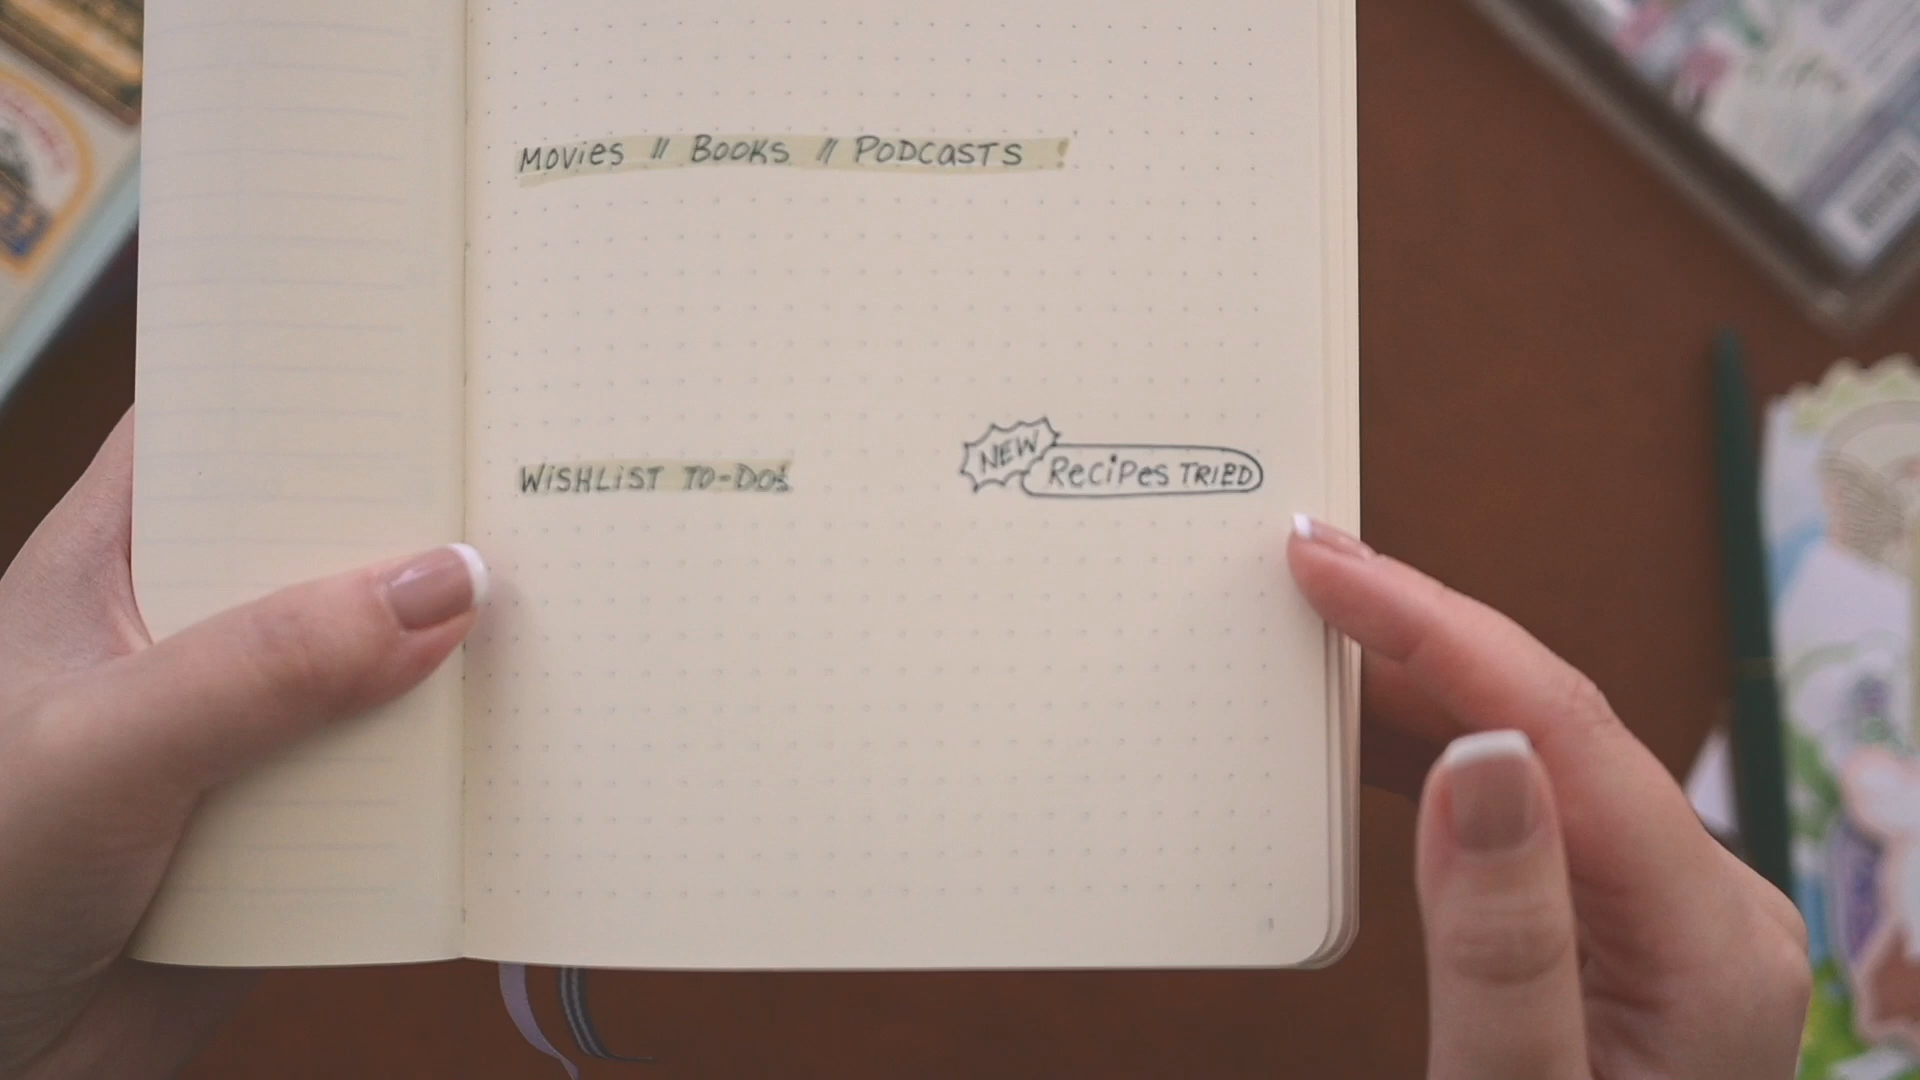 Movies // Books // Podcasts
Wishlist To-Dos
NEW Recipes Tried